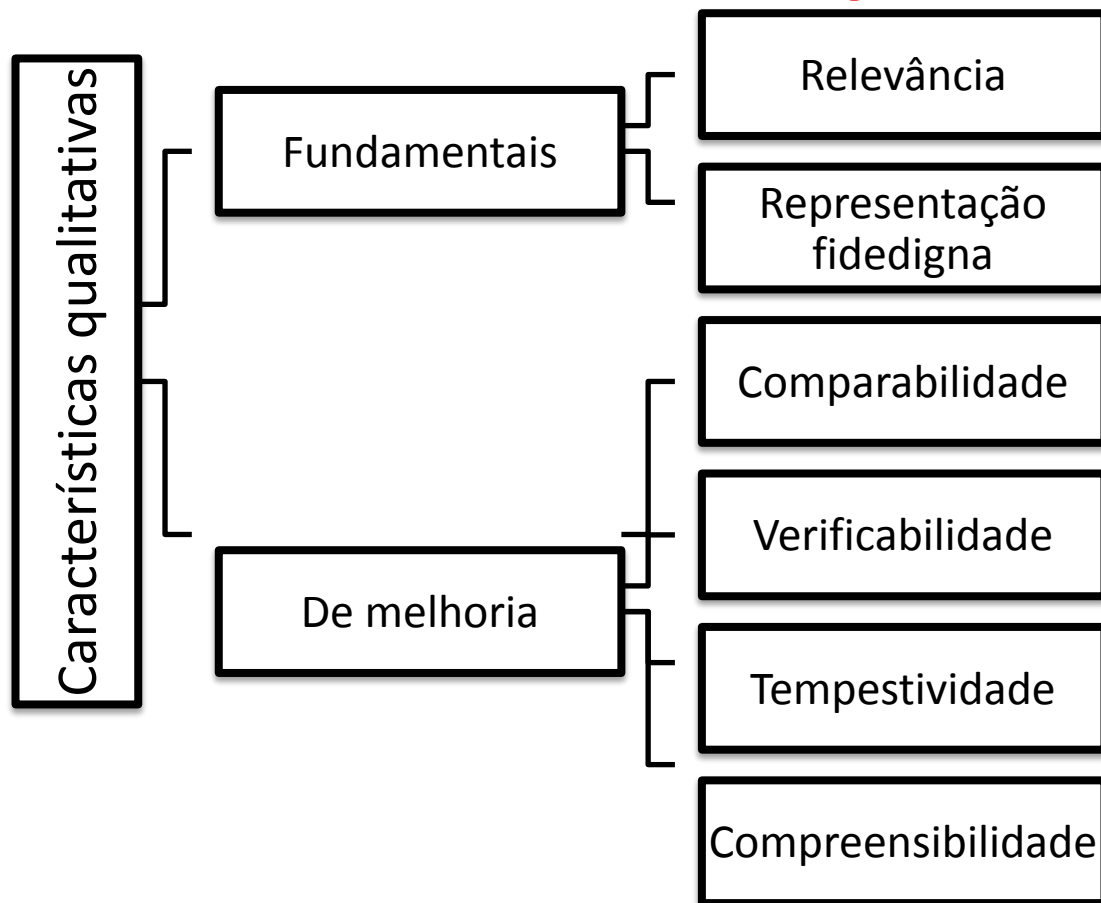 Características qualitativas
Fundamentais
Relevância
Representação
fidedigna
De melhoria
Comparabilidade
Verificabilidade
Tempestividade
Compreensibilidade